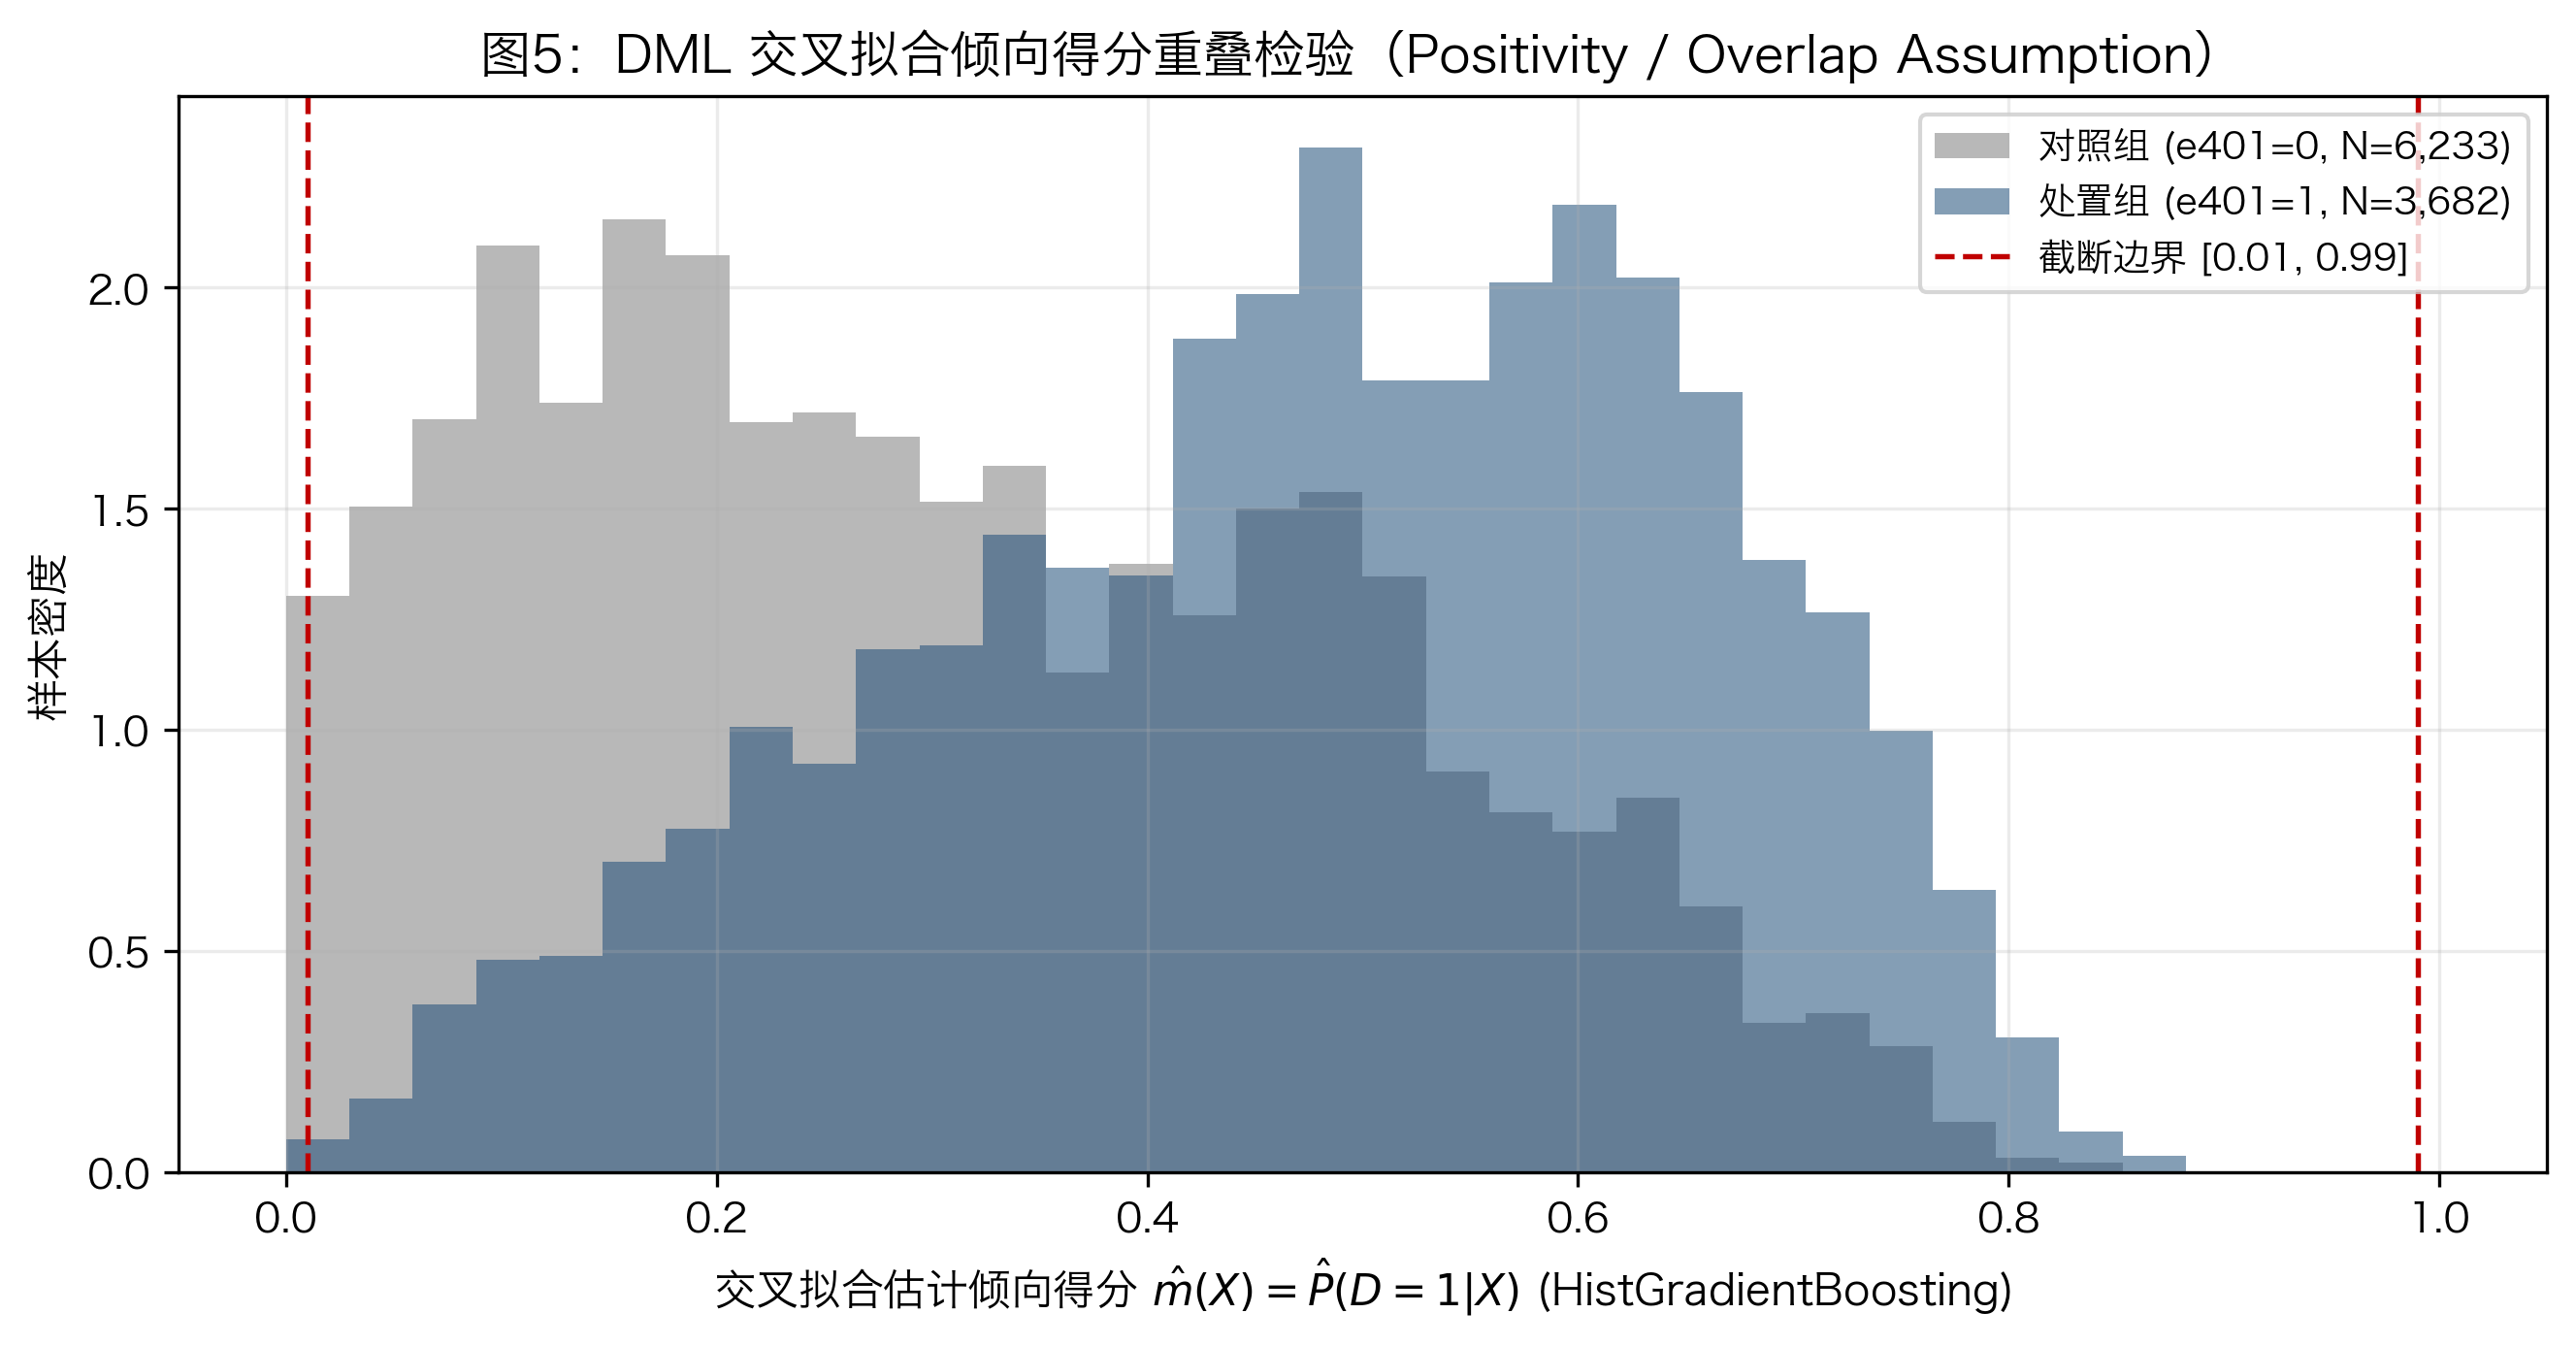 图5：DML 交叉拟合倾向得分重叠检验（Positivity / Overlap Assumption）
对照组 (e401=0, N=6,233)
处置组 (e401=1, N=3,682)
截断边界 [0.01, 0.99]
样本密度
2.0
1.5
1.0
0.5
0.0
0.0 0.2 0.4 0.6 0.8 1.0
交叉拟合估计倾向得分 m̂(X) = P̂(D = 1|X) (HistGradientBoosting)